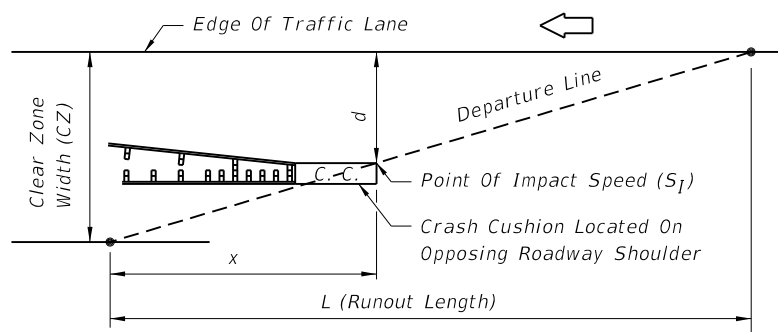 Edge Of Traffic Lane
Departure Line
d
Clear Zone
Width (CZ)
C. C.
Point Of Impact Speed (S_I)
Crash Cushion Located On
Opposing Roadway Shoulder
x
L (Runout Length)